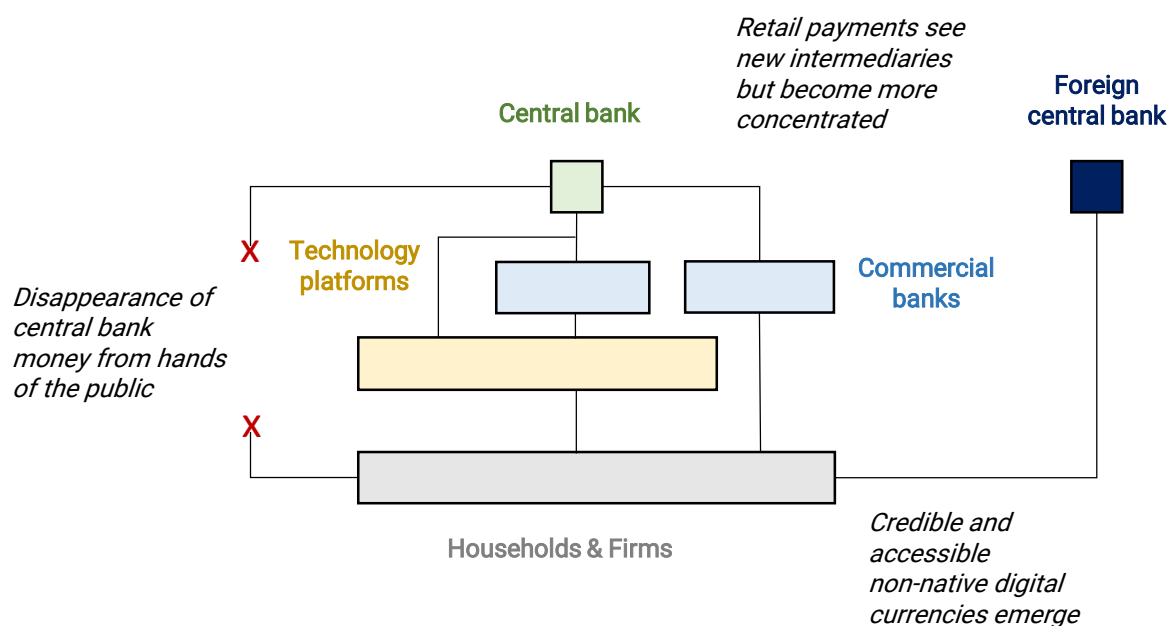 Retail payments see
new intermediaries
but become more
concentrated
Foreign
central bank
Central bank
X
Technology
platforms
Commercial
banks
Disappearance of
central bank
money from hands
of the public
X
Households & Firms
Credible and
accessible
non-native digital
currencies emerge